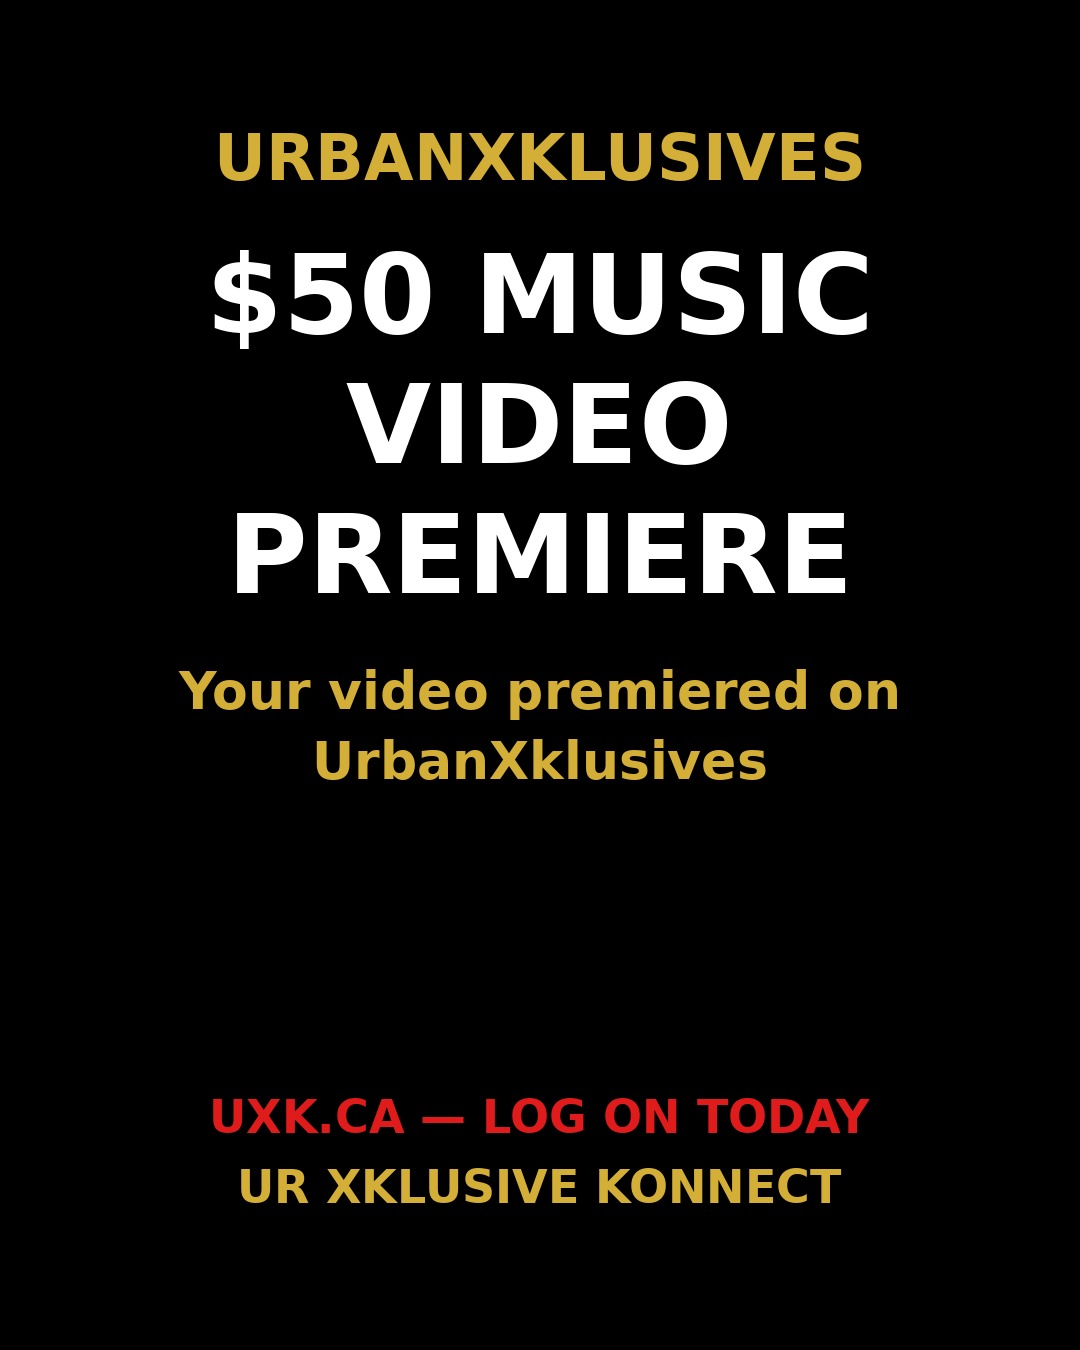 URBANXKLUSIVES
$50 MUSIC
VIDEO
PREMIERE
Your video premiered on
UrbanXklusives
UXK.CA — LOG ON TODAY
UR XKLUSIVE KONNECT